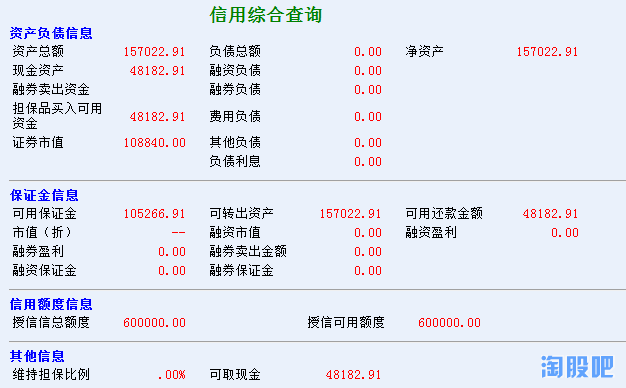 信用综合查询
资产负债信息
资产总额 157022.91 负债总额 0.00 净资产 157022.91
现金资产 48182.91 融资负债 0.00
融券卖出资金 融券负债 0.00
担保品买入可用
资金 48182.91 费用负债 0.00
证券市值 108840.00 其他负债 0.00
负债利息 0.00
保证金信息
可用保证金 105266.91 可转出资产 157022.91 可用还款金额 48182.91
市值（折） -- 融资市值 0.00 融资盈利 0.00
融券盈利 0.00 融券卖出金额 0.00
融资保证金 0.00 融券保证金 0.00
信用额度信息
授信信总额度 600000.00 授信可用额度 600000.00
其他信息
维持担保比例 .00% 可取现金 48182.91
淘股吧